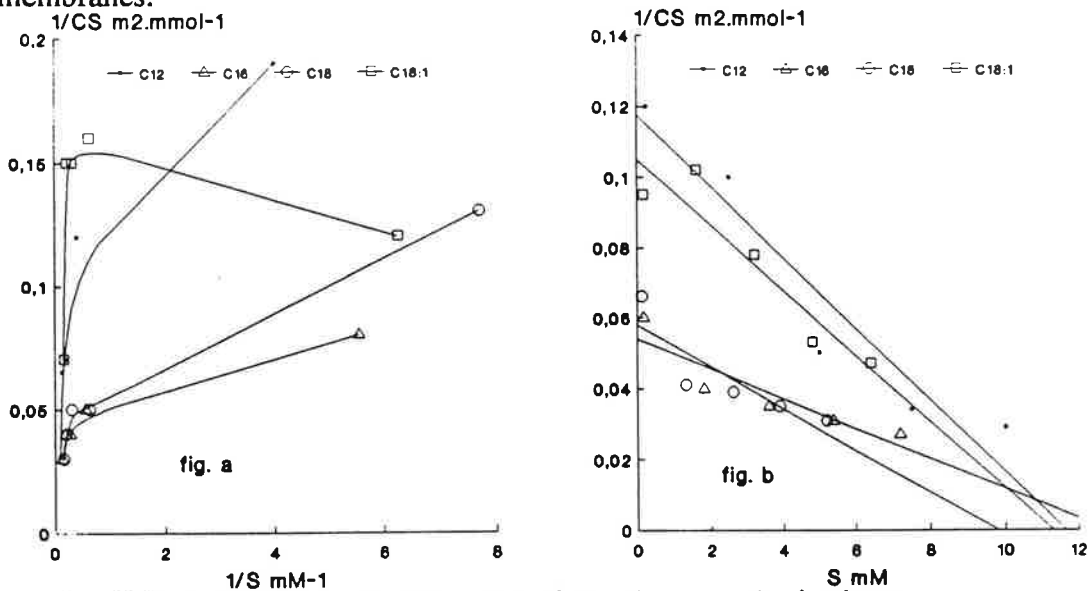 membranes.
1/CS m2.mmol-1
0,2
C12 C16 C18 C18:1
0,15
0,1
0,05
0
fig. a
0 2 4 6 8
1/S mM-1
1/CS m2.mmol-1
0,14
C12 C16 C18 C18:1
0,12
0,1
0,08
0,06
0,04
0,02
0
fig. b
0 2 4 6 8 10 12
S mM